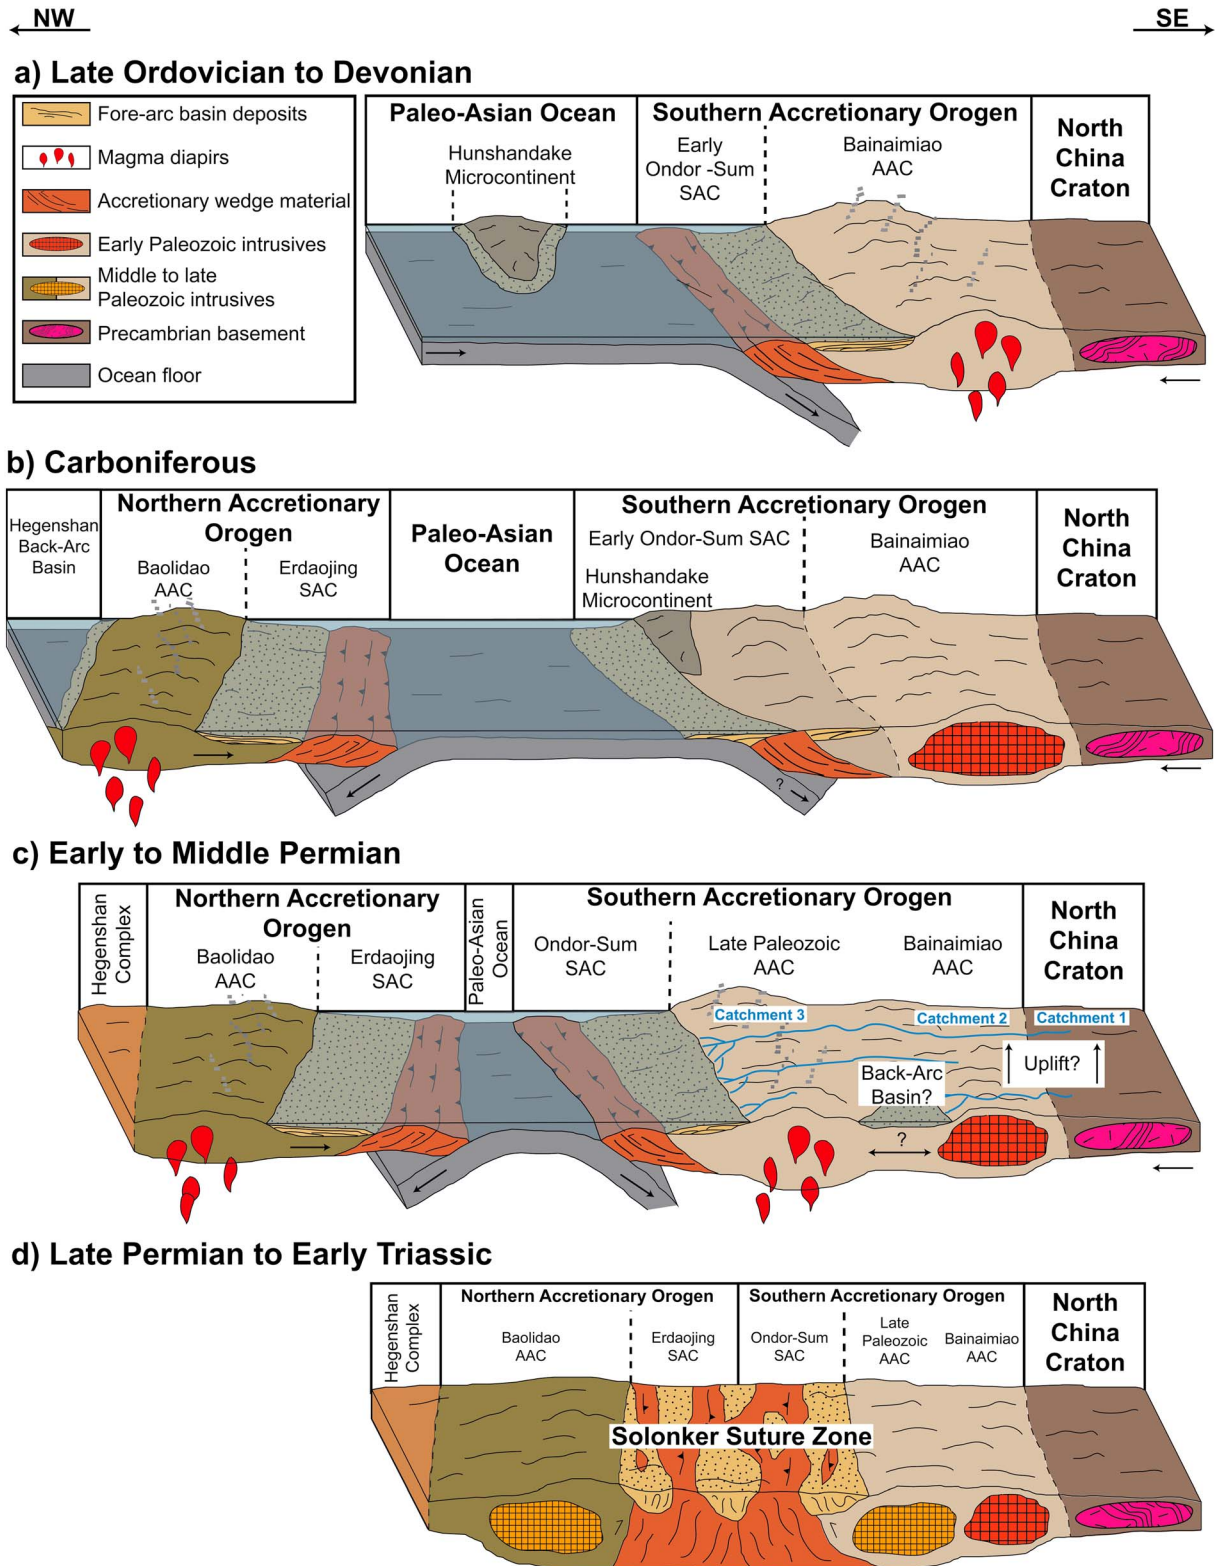 NW
SE
a) Late Ordovician to Devonian
Fore-arc basin deposits
Magma diapirs
Accretionary wedge material
Early Paleozoic intrusives
Middle to late
Paleozoic intrusives
Precambrian basement
Ocean floor
Paleo-Asian Ocean
Hunshandake
Microcontinent
Southern Accretionary Orogen
Early
Ondor -Sum
SAC
Bainaimiao
AAC
North
China
Craton
b) Carboniferous
Hegenshan
Back-Arc
Basin
Northern Accretionary
Orogen
Baolidao
AAC
Erdaojing
SAC
Paleo-Asian
Ocean
Southern Accretionary Orogen
Early Ondor-Sum SAC
Hunshandake
Microcontinent
Bainaimiao
AAC
North
China
Craton
?
c) Early to Middle Permian
Hegenshan
Complex
Northern Accretionary
Orogen
Baolidao
AAC
Erdaojing
SAC
Paleo-Asian
Ocean
Southern Accretionary Orogen
Ondor-Sum
SAC
Late Paleozoic
AAC
Bainaimiao
AAC
North
China
Craton
Catchment 3
Catchment 2
Catchment 1
Uplift?
Back-Arc
Basin?
?
d) Late Permian to Early Triassic
Hegenshan
Complex
Northern Accretionary Orogen
Baolidao
AAC
Erdaojing
SAC
Southern Accretionary Orogen
Ondor-Sum
SAC
Late
Paleozoic
AAC
Bainaimiao
AAC
North
China
Craton
Solonker Suture Zone